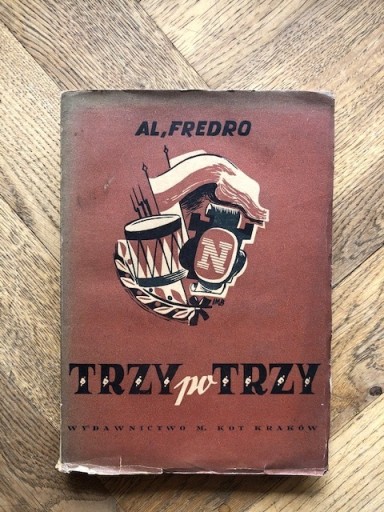 AL. FREDRO
N
TRZY po TRZY
WYDAWNICTWO M. KOT KRAKÓW